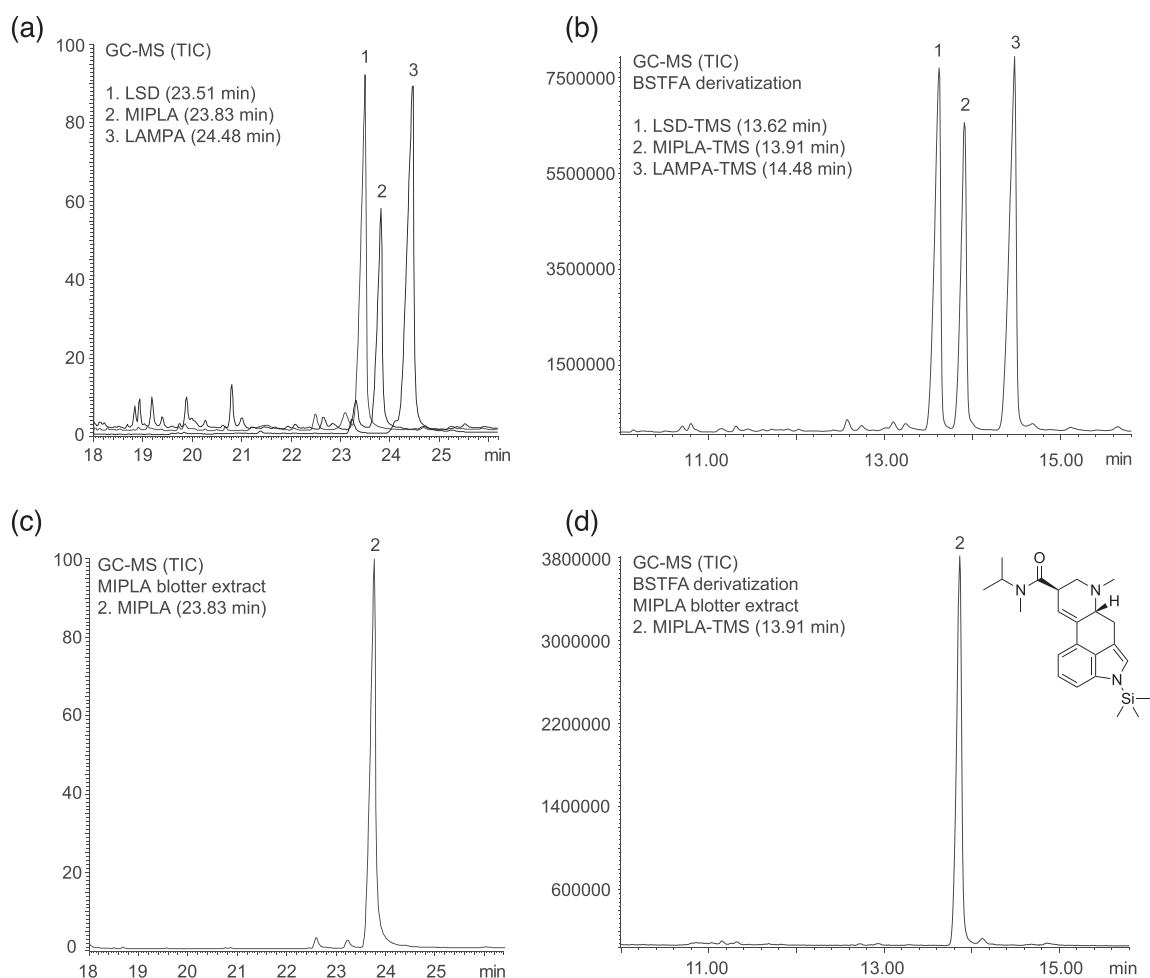 (a)
GC-MS (TIC)
1. LSD (23.51 min)
2. MIPLA (23.83 min)
3. LAMPA (24.48 min)
1
2
3
100
80
60
40
20
0
18 19 20 21 22 23 24 25 min
(b)
GC-MS (TIC)
BSTFA derivatization
1. LSD-TMS (13.62 min)
2. MIPLA-TMS (13.91 min)
3. LAMPA-TMS (14.48 min)
1
2
3
7500000
5500000
3500000
1500000
11.00 13.00 15.00 min
(c)
GC-MS (TIC)
MIPLA blotter extract
2. MIPLA (23.83 min)
2
100
80
60
40
20
0
18 19 20 21 22 23 24 25 min
(d)
GC-MS (TIC)
BSTFA derivatization
MIPLA blotter extract
2. MIPLA-TMS (13.91 min)
2
3800000
3000000
2200000
1400000
600000
11.00 13.00 15.00 min
O
N
N
H
N
Si